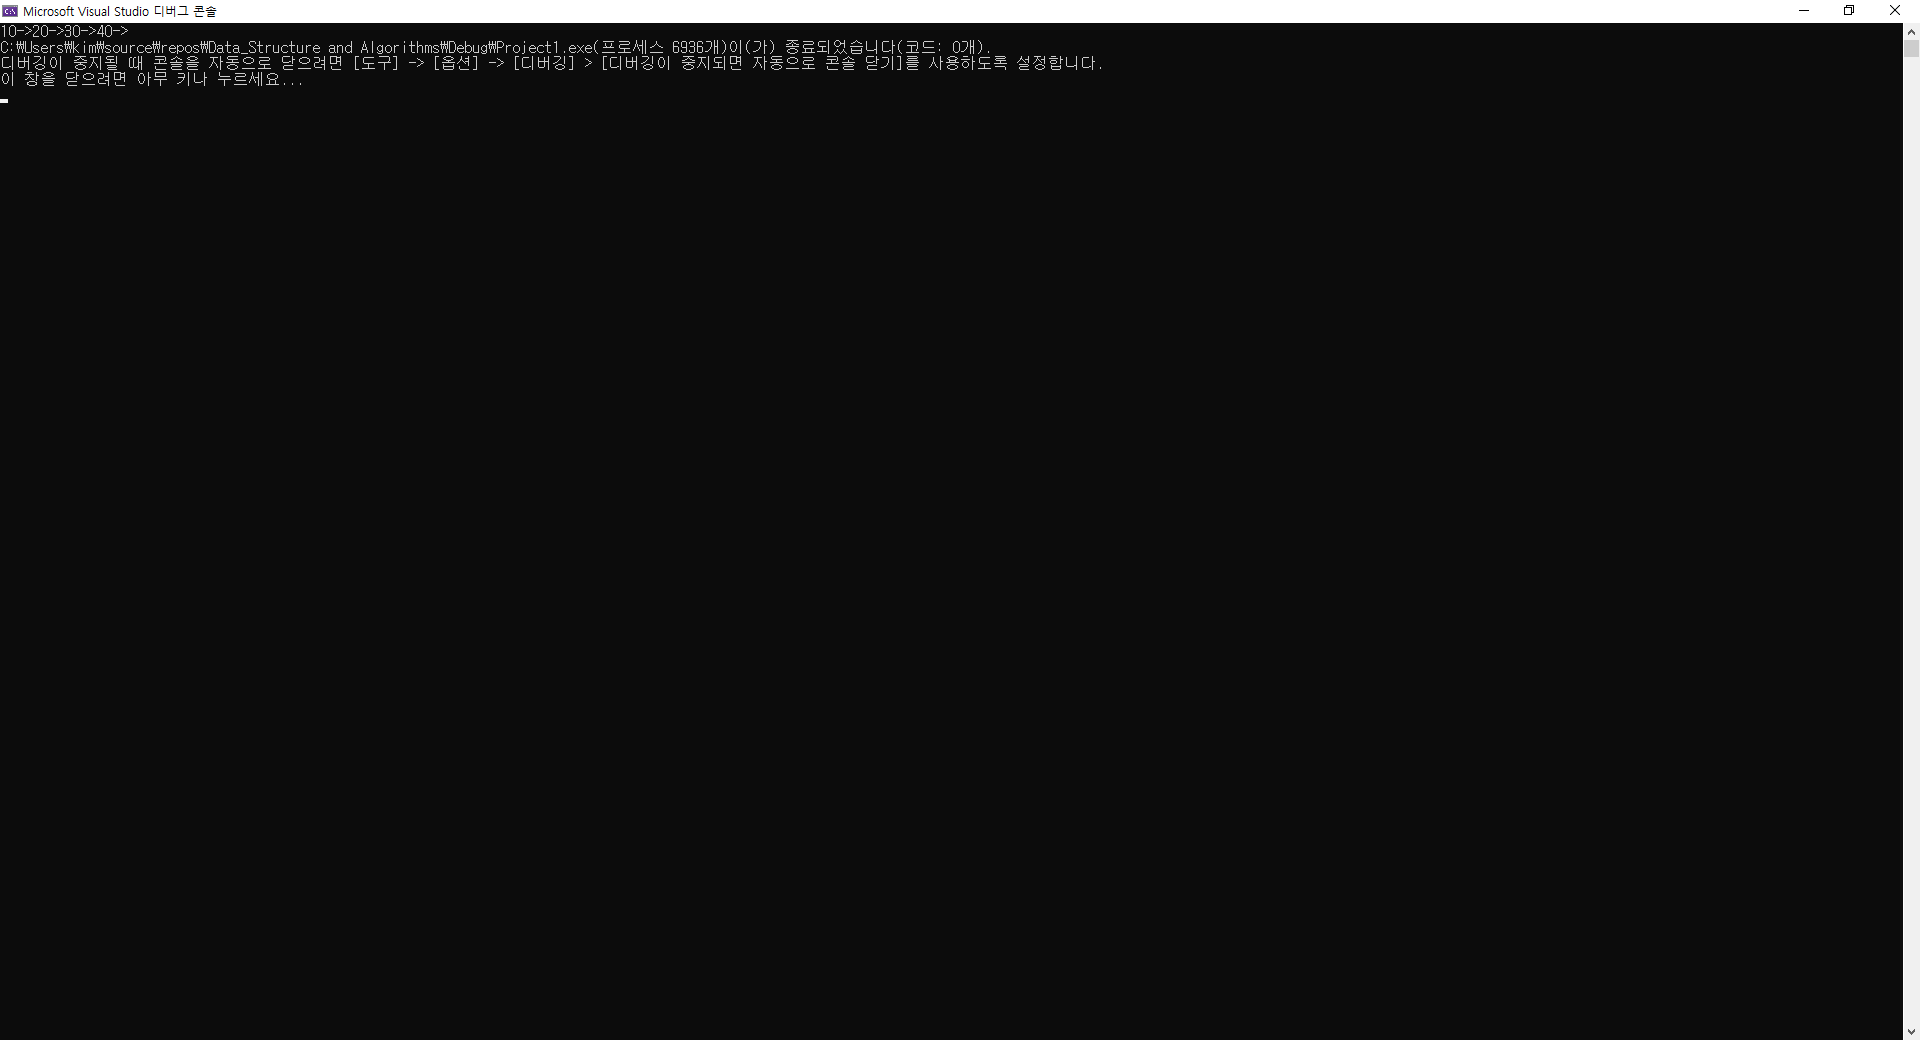 Microsoft Visual Studio 디버그 콘솔
10->20->30->40->
C:₩Users₩kim₩source₩repos₩Data_Structure and Algorithms₩Debug₩Project1.exe(프로세스 6936개)이(가) 종료되었습니다(코드: 0개).
디버깅이 중지될 때 콘솔을 자동으로 닫으려면 [도구] -> [옵션] -> [디버깅] > [디버깅이 중지되면 자동으로 콘솔 닫기]를 사용하도록 설정합니다.
이 창을 닫으려면 아무 키나 누르세요...